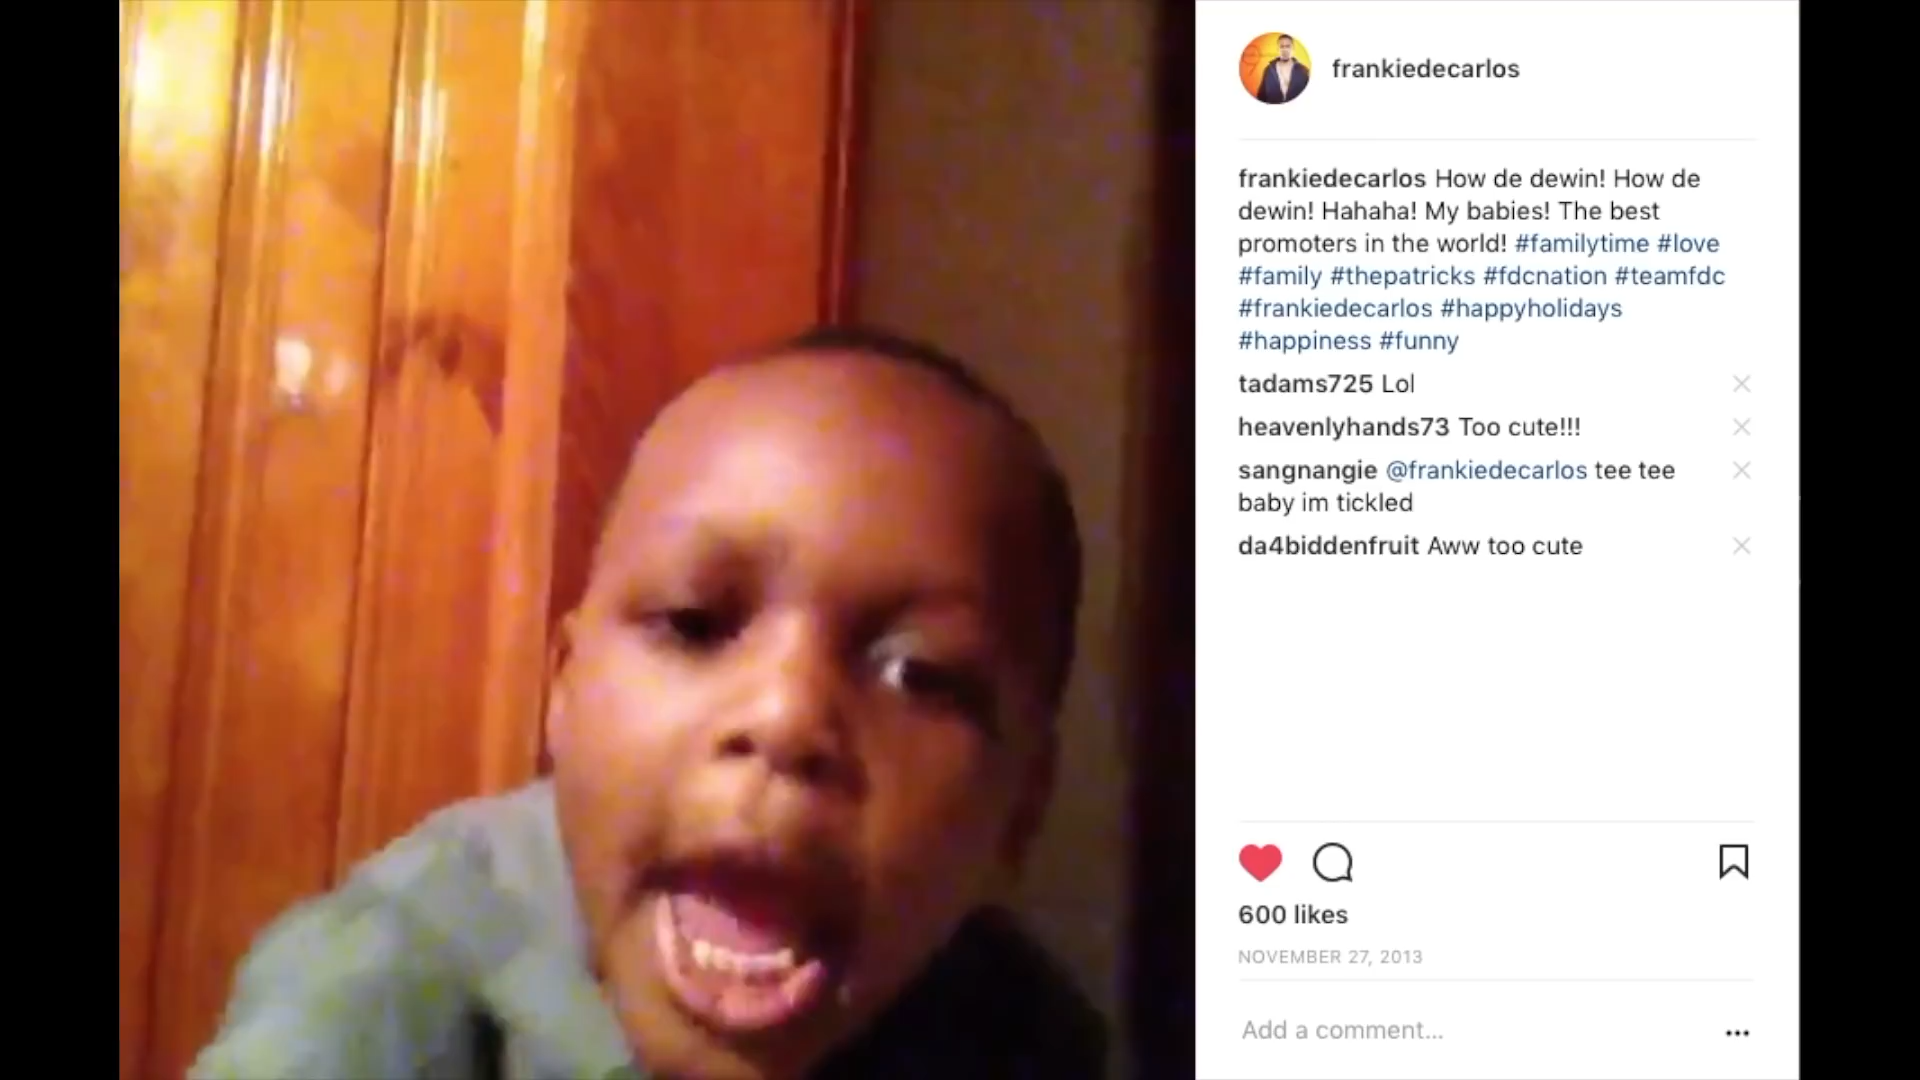 frankiedecarlos
frankiedecarlos How de dewin! How de
dewin! Hahaha! My babies! The best
promoters in the world! #familytime #love
#family #thepatricks #fdcnation #teamfdc
#frankiedecarlos #happyholidays
#happiness #funny
tadams725 Lol
heavenlyhands73 Too cute!!!
sangnangie @frankiedecarlos tee tee
baby im tickled
da4biddenfruit Aww too cute
600 likes
NOVEMBER 27, 2013
Add a comment...